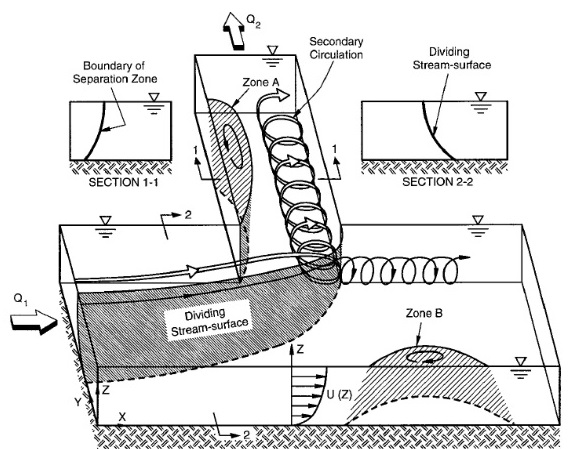 Q2
Secondary
Circulation
Dividing
Stream-surface
Boundary of
Separation Zone
Zone A
1
1
SECTION 1-1
SECTION 2-2
2
Q1
Dividing
Stream-surface
Zone B
Z
U (Z)
Z
Y
X
2